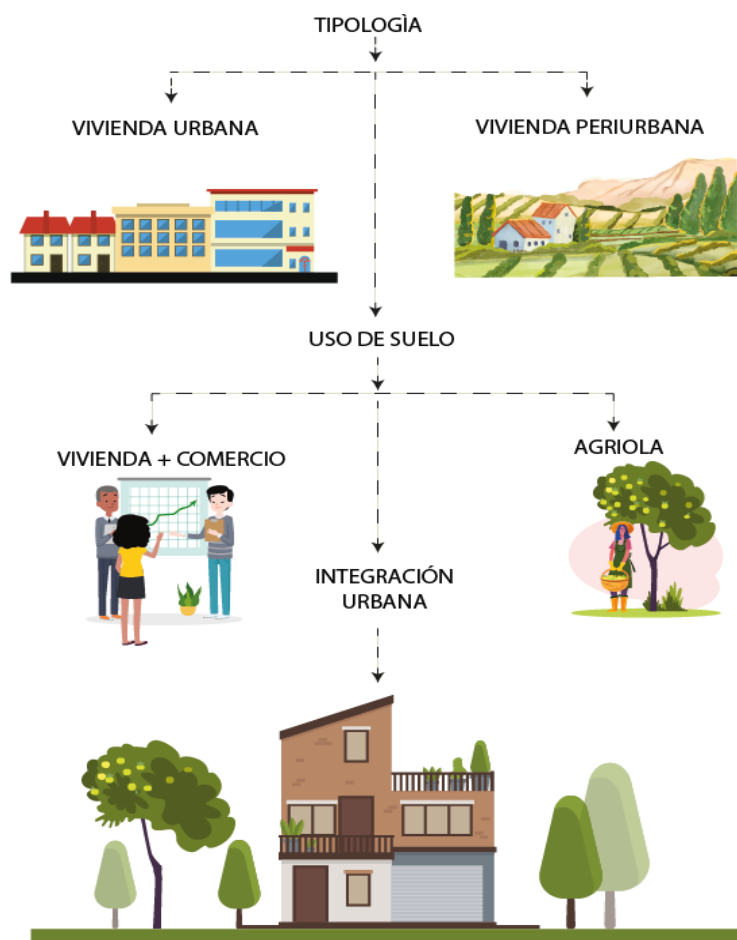 TIPOLOGÌA
VIVIENDA URBANA
VIVIENDA PERIURBANA
USO DE SUELO
VIVIENDA + COMERCIO
AGRIOLA
INTEGRACIÓN
URBANA